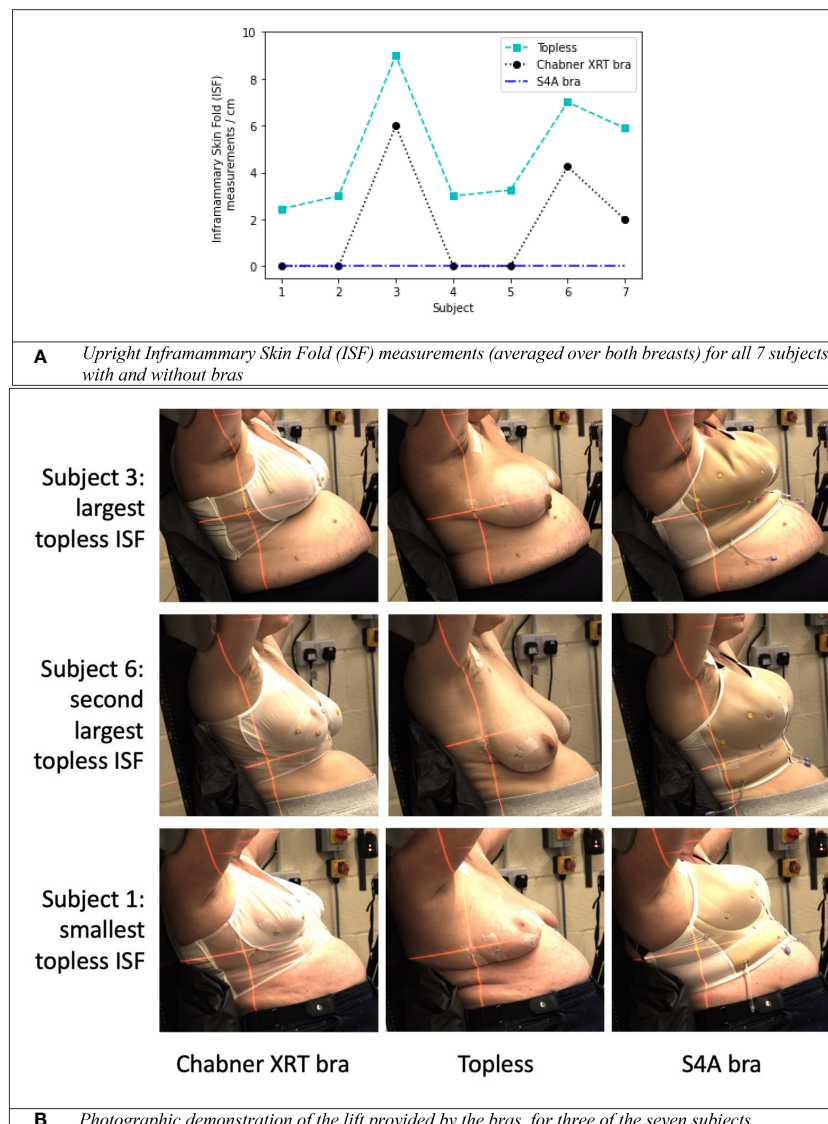 10
8
6
4
2
0
Inframammary Skin Fold (ISF)
measurements / cm
Topless
Chabner XRT bra
S4A bra
1 2 3 4 5 6 7
Subject
A Upright Inframammary Skin Fold (ISF) measurements (averaged over both breasts) for all 7 subjects
with and without bras
Subject 3:
largest
topless ISF
Subject 6:
second
largest
topless ISF
Subject 1:
smallest
topless ISF
Chabner XRT bra Topless S4A bra
B Photographic demonstration of the lift provided by the bras for three of the seven subjects